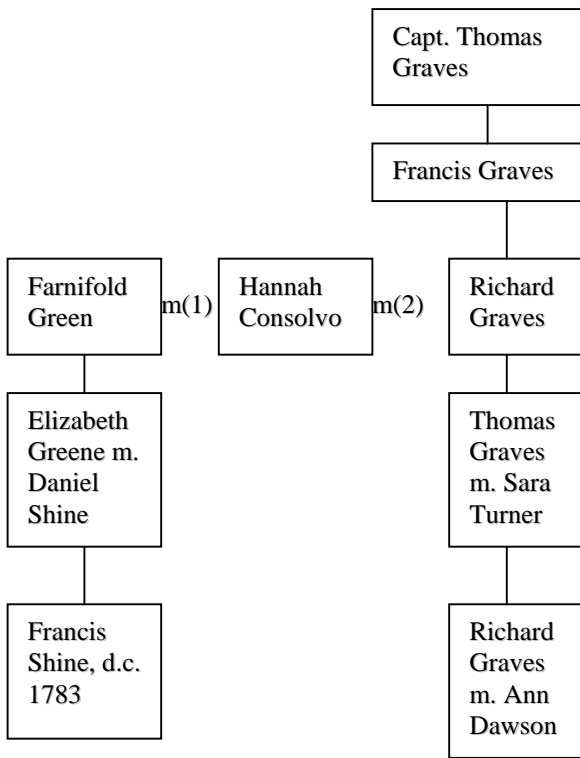 Capt. Thomas
Graves
Francis Graves
Farnifold
Green
m(1)
Hannah
Consolvo
m(2)
Richard
Graves
Elizabeth
Greene m.
Daniel
Shine
Thomas
Graves
m. Sara
Turner
Francis
Shine, d.c.
1783
Richard
Graves
m. Ann
Dawson